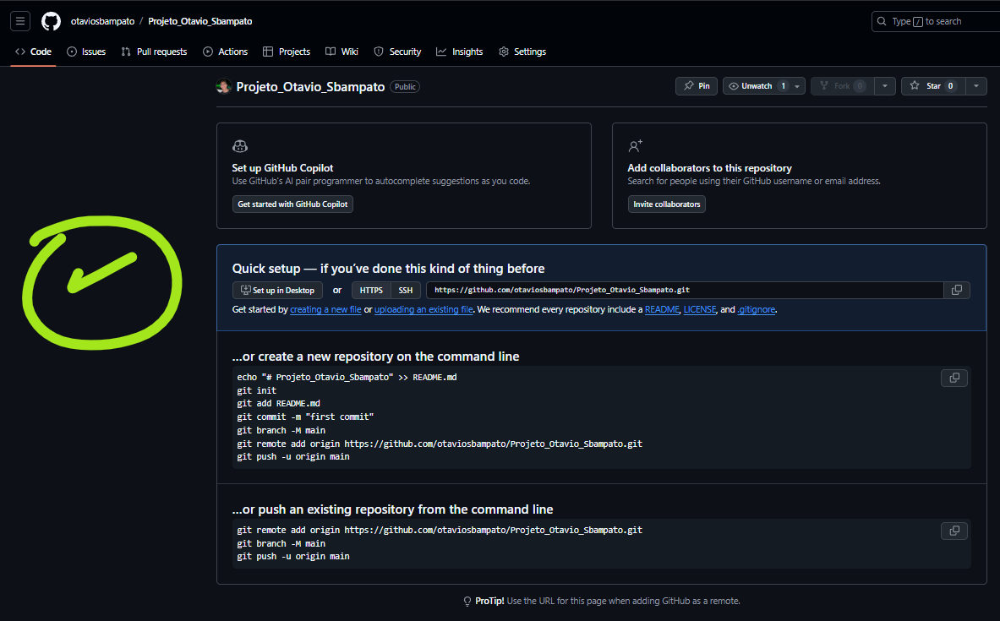 otaviosbampato / Projeto_Otavio_Sbampato
Type / to search
Code Issues Pull requests Actions Projects Wiki Security Insights Settings
Projeto_Otavio_Sbampato Public
Pin Unwatch 1 Fork 0 Star 0
Set up GitHub Copilot
Use GitHub's AI pair programmer to autocomplete suggestions as you code.
Get started with GitHub Copilot
Add collaborators to this repository
Search for people using their GitHub username or email address.
Invite collaborators
Quick setup — if you've done this kind of thing before
Set up in Desktop or HTTPS SSH https://github.com/otaviosbampato/Projeto_Otavio_Sbampato.git
Get started by creating a new file or uploading an existing file. We recommend every repository include a README, LICENSE, and .gitignore.
...or create a new repository on the command line
echo "# Projeto_Otavio_Sbampato" >> README.md
git init
git add README.md
git commit -m "first commit"
git branch -M main
git remote add origin https://github.com/otaviosbampato/Projeto_Otavio_Sbampato.git
git push -u origin main
...or push an existing repository from the command line
git remote add origin https://github.com/otaviosbampato/Projeto_Otavio_Sbampato.git
git branch -M main
git push -u origin main
ProTip! Use the URL for this page when adding GitHub as a remote.